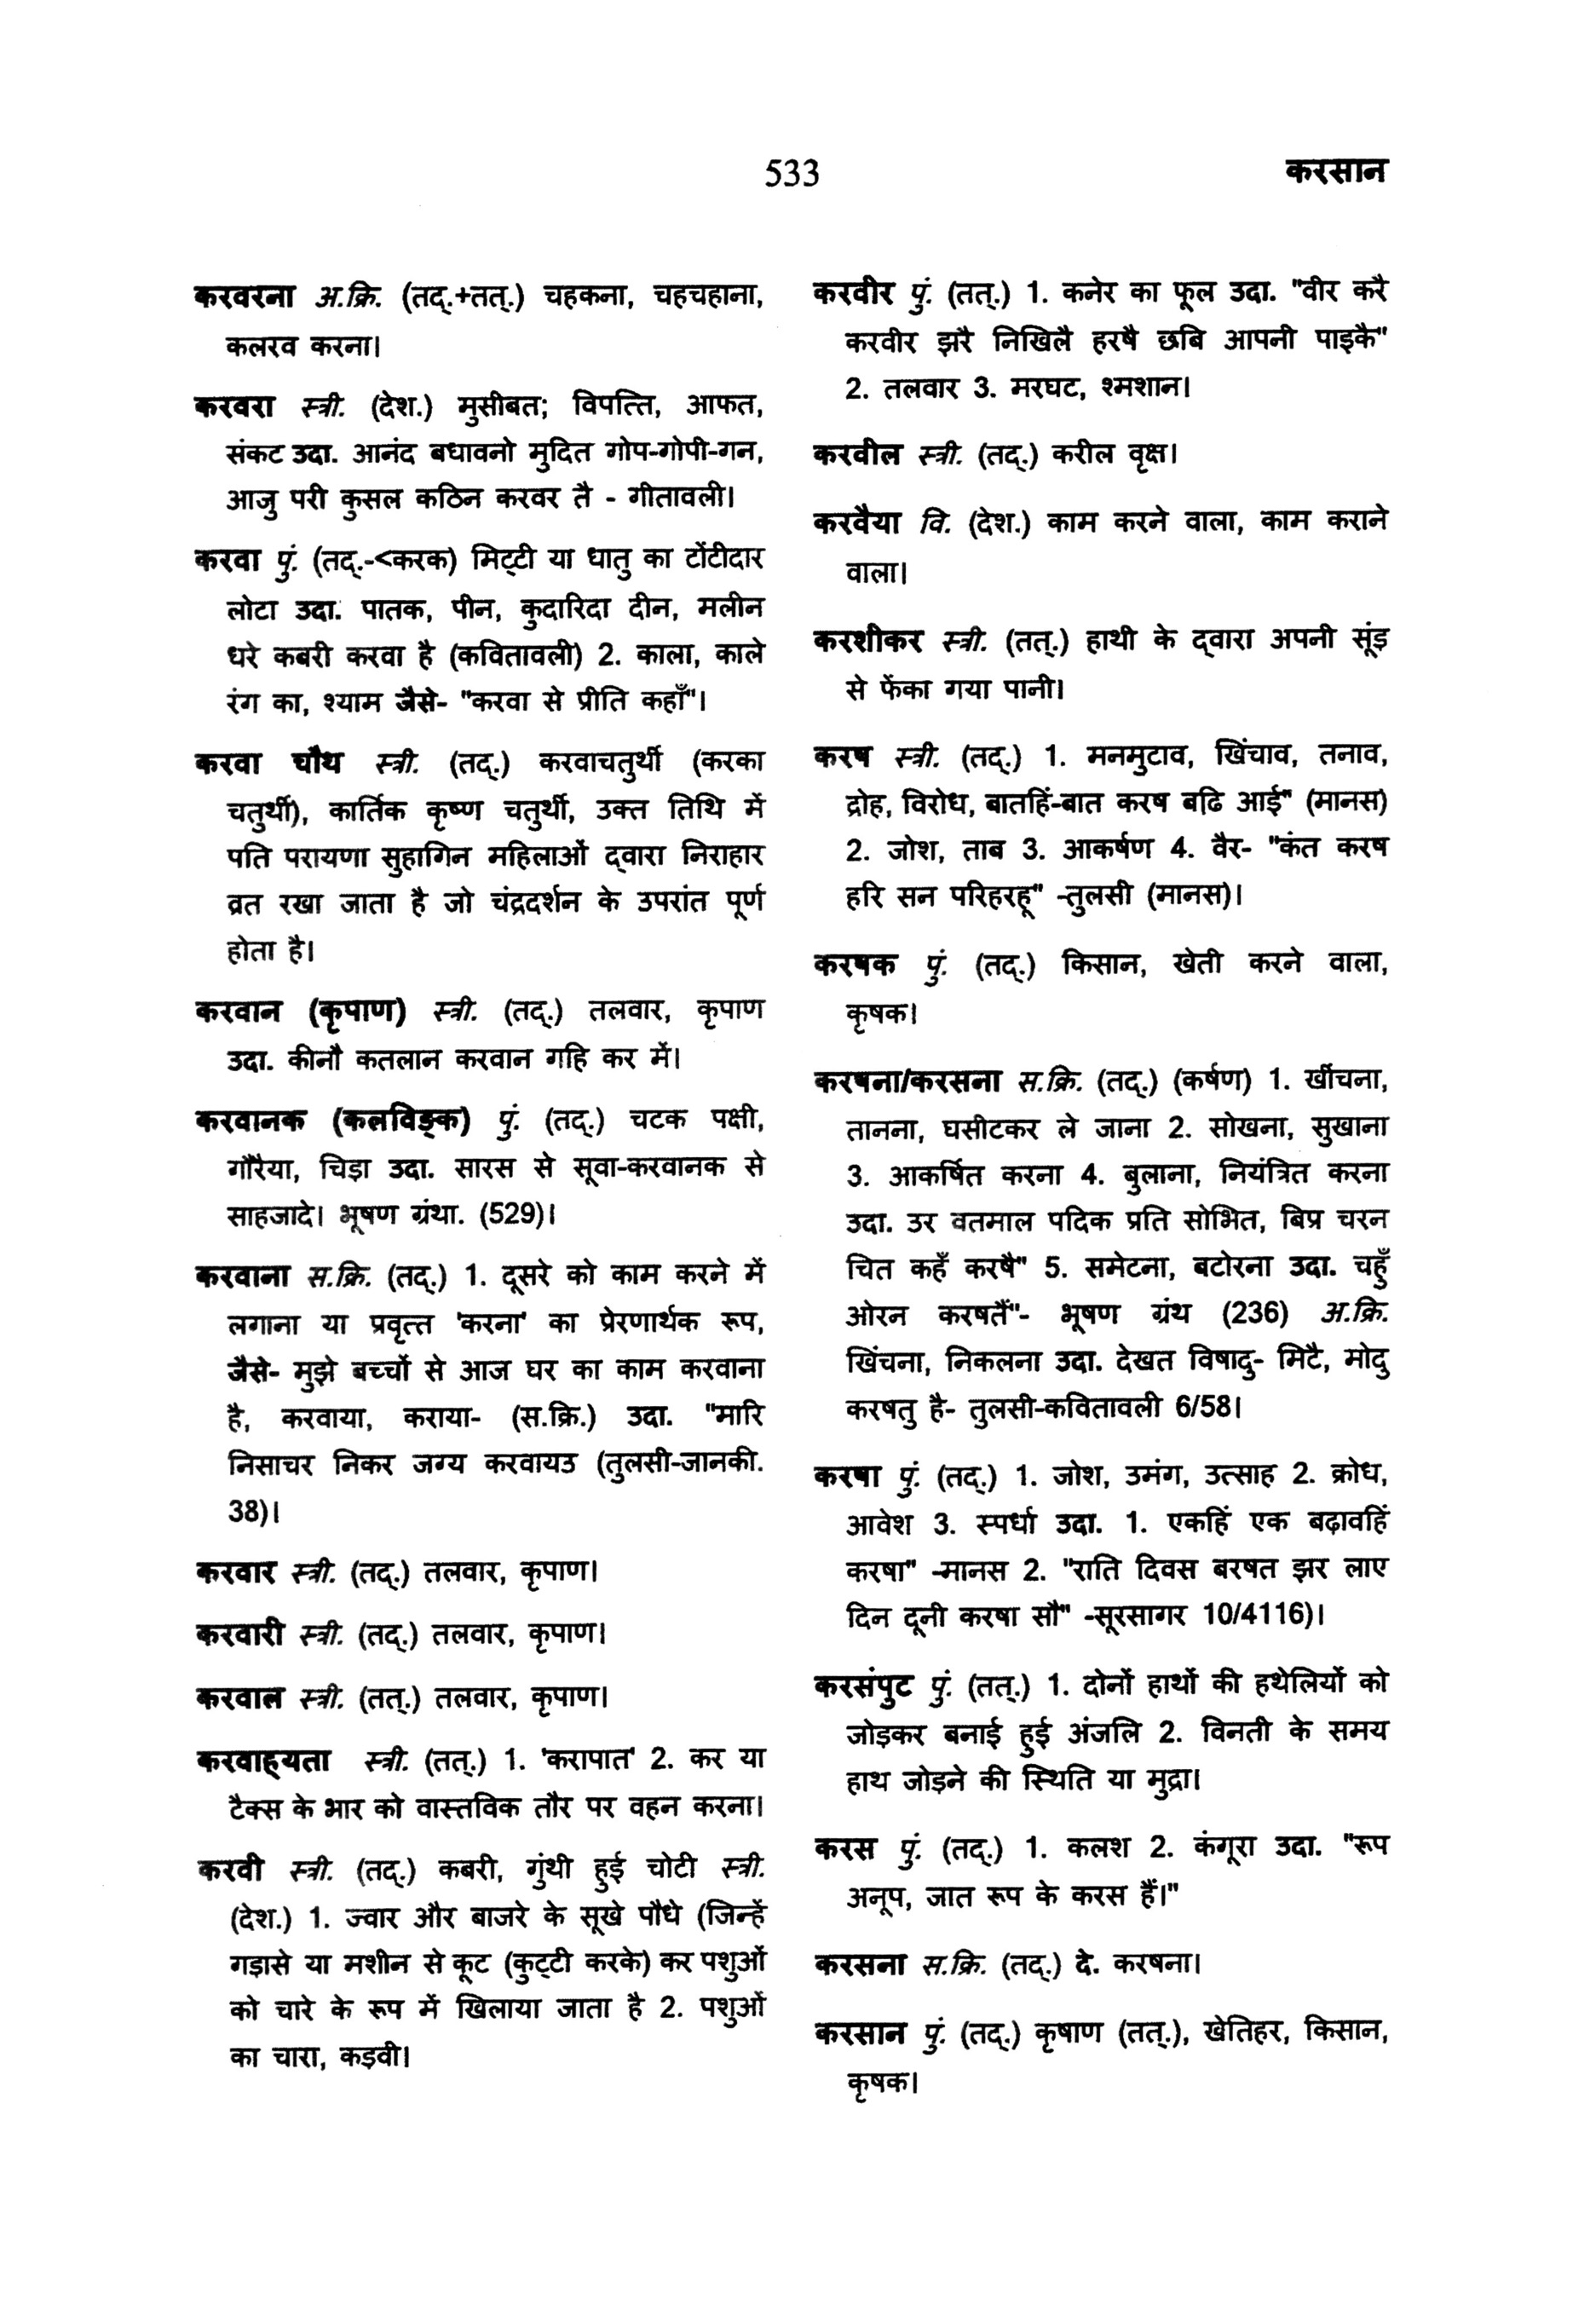 533
करसान
करवरना अ.क्रि. (तद्.+तत्.) चहकना, चहचहाना,
कलरव करना।
करवरा स्त्री. (देश.) मुसीबत; विपत्ति, आफत,
संकट उदा. आनंद बधावनो मुदित गोप-गोपी-गन,
आजु परी कुसल कठिन करवर तै - गीतावली।
करवा पुं. (तद्.-<करक) मिट्टी या धातु का टोंटीदार
लोटा उदा. पातक, पीन, कुदारिदा दीन, मलीन
धरे कबरी करवा है (कवितावली) 2. काला, काले
रंग का, श्याम जैसे- "करवा से प्रीति कहाँ"।
करवा चौथ स्त्री. (तद्.) करवाचतुर्थी (करका
चतुर्थी), कार्तिक कृष्ण चतुर्थी, उक्त तिथि में
पति परायणा सुहागिन महिलाओं द्वारा निराहार
व्रत रखा जाता है जो चंद्रदर्शन के उपरांत पूर्ण
होता है।
करवान (कृपाण) स्त्री. (तद्.) तलवार, कृपाण
उदा. कीनौ कतलान करवान गहि कर में।
करवानक (कलविङ्क) पुं. (तद्.) चटक पक्षी,
गौरैया, चिड़ा उदा. सारस से सूवा-करवानक से
साहजादे। भूषण ग्रंथा. (529)।
करवाना स.क्रि. (तद्.) 1. दूसरे को काम करने में
लगाना या प्रवृत्त 'करना' का प्रेरणार्थक रूप,
जैसे- मुझे बच्चों से आज घर का काम करवाना
है, करवाया, कराया- (स.क्रि.) उदा. "मारि
निसाचर निकर जग्य करवायउ (तुलसी-जानकी.
38)।
करवार स्त्री. (तद्.) तलवार, कृपाण।
करवारी स्त्री. (तद्.) तलवार, कृपाण।
करवाल स्त्री. (तत्.) तलवार, कृपाण।
करवाह्यता स्त्री. (तत्.) 1. 'करापात' 2. कर या
टैक्स के भार को वास्तविक तौर पर वहन करना।
करवी स्त्री. (तद्.) कबरी, गुंथी हुई चोटी स्त्री.
(देश.) 1. ज्वार और बाजरे के सूखे पौधे (जिन्हें
गड़ासे या मशीन से कूट (कुट्टी करके) कर पशुओं
को चारे के रूप में खिलाया जाता है 2. पशुओं
का चारा, कड़वी।
करवीर पुं. (तत्.) 1. कनेर का फूल उदा. "वीर करै
करवीर झरै निखिलै हरषै छबि आपनी पाइकै"
2. तलवार 3. मरघट, श्मशान।
करवील स्त्री. (तद्.) करील वृक्ष।
करवैया वि. (देश.) काम करने वाला, काम कराने
वाला।
करशीकर स्त्री. (तत्.) हाथी के द्वारा अपनी सूंड़
से फेंका गया पानी।
करष स्त्री. (तद्.) 1. मनमुटाव, खिंचाव, तनाव,
द्रोह, विरोध, बातहिं-बात करष बढि आई" (मानस)
2. जोश, ताब 3. आकर्षण 4. वैर- "कंत करष
हरि सन परिहरहू" -तुलसी (मानस)।
करषक पुं. (तद्.) किसान, खेती करने वाला,
कृषक।
करषना/करसना स.क्रि. (तद्.) (कर्षण) 1. खींचना,
तानना, घसीटकर ले जाना 2. सोखना, सुखाना
3. आकर्षित करना 4. बुलाना, नियंत्रित करना
उदा. उर वतमाल पदिक प्रति सोभित, बिप्र चरन
चित कहँ करषै" 5. समेटना, बटोरना उदा. चहुँ
ओरन करषतैं"- भूषण ग्रंथ (236) अ.क्रि.
खिंचना, निकलना उदा. देखत विषादु- मिटै, मोदु
करषतु है- तुलसी-कवितावली 6/58।
करषा पुं. (तद्.) 1. जोश, उमंग, उत्साह 2. क्रोध,
आवेश 3. स्पर्धा उदा. 1. एकहिं एक बढ़ावहिं
करषा" -मानस 2. "राति दिवस बरषत झर लाए
दिन दूनी करषा सौ" -सूरसागर 10/4116)।
करसंपुट पुं. (तत्.) 1. दोनों हाथों की हथेलियों को
जोड़कर बनाई हुई अंजलि 2. विनती के समय
हाथ जोड़ने की स्थिति या मुद्रा।
करस पुं. (तद्.) 1. कलश 2. कंगूरा उदा. "रूप
अनूप, जात रूप के करस हैं।"
करसना स.क्रि. (तद्.) दे. करषना।
करसान पुं. (तद्.) कृषाण (तत्.), खेतिहर, किसान,
कृषक।